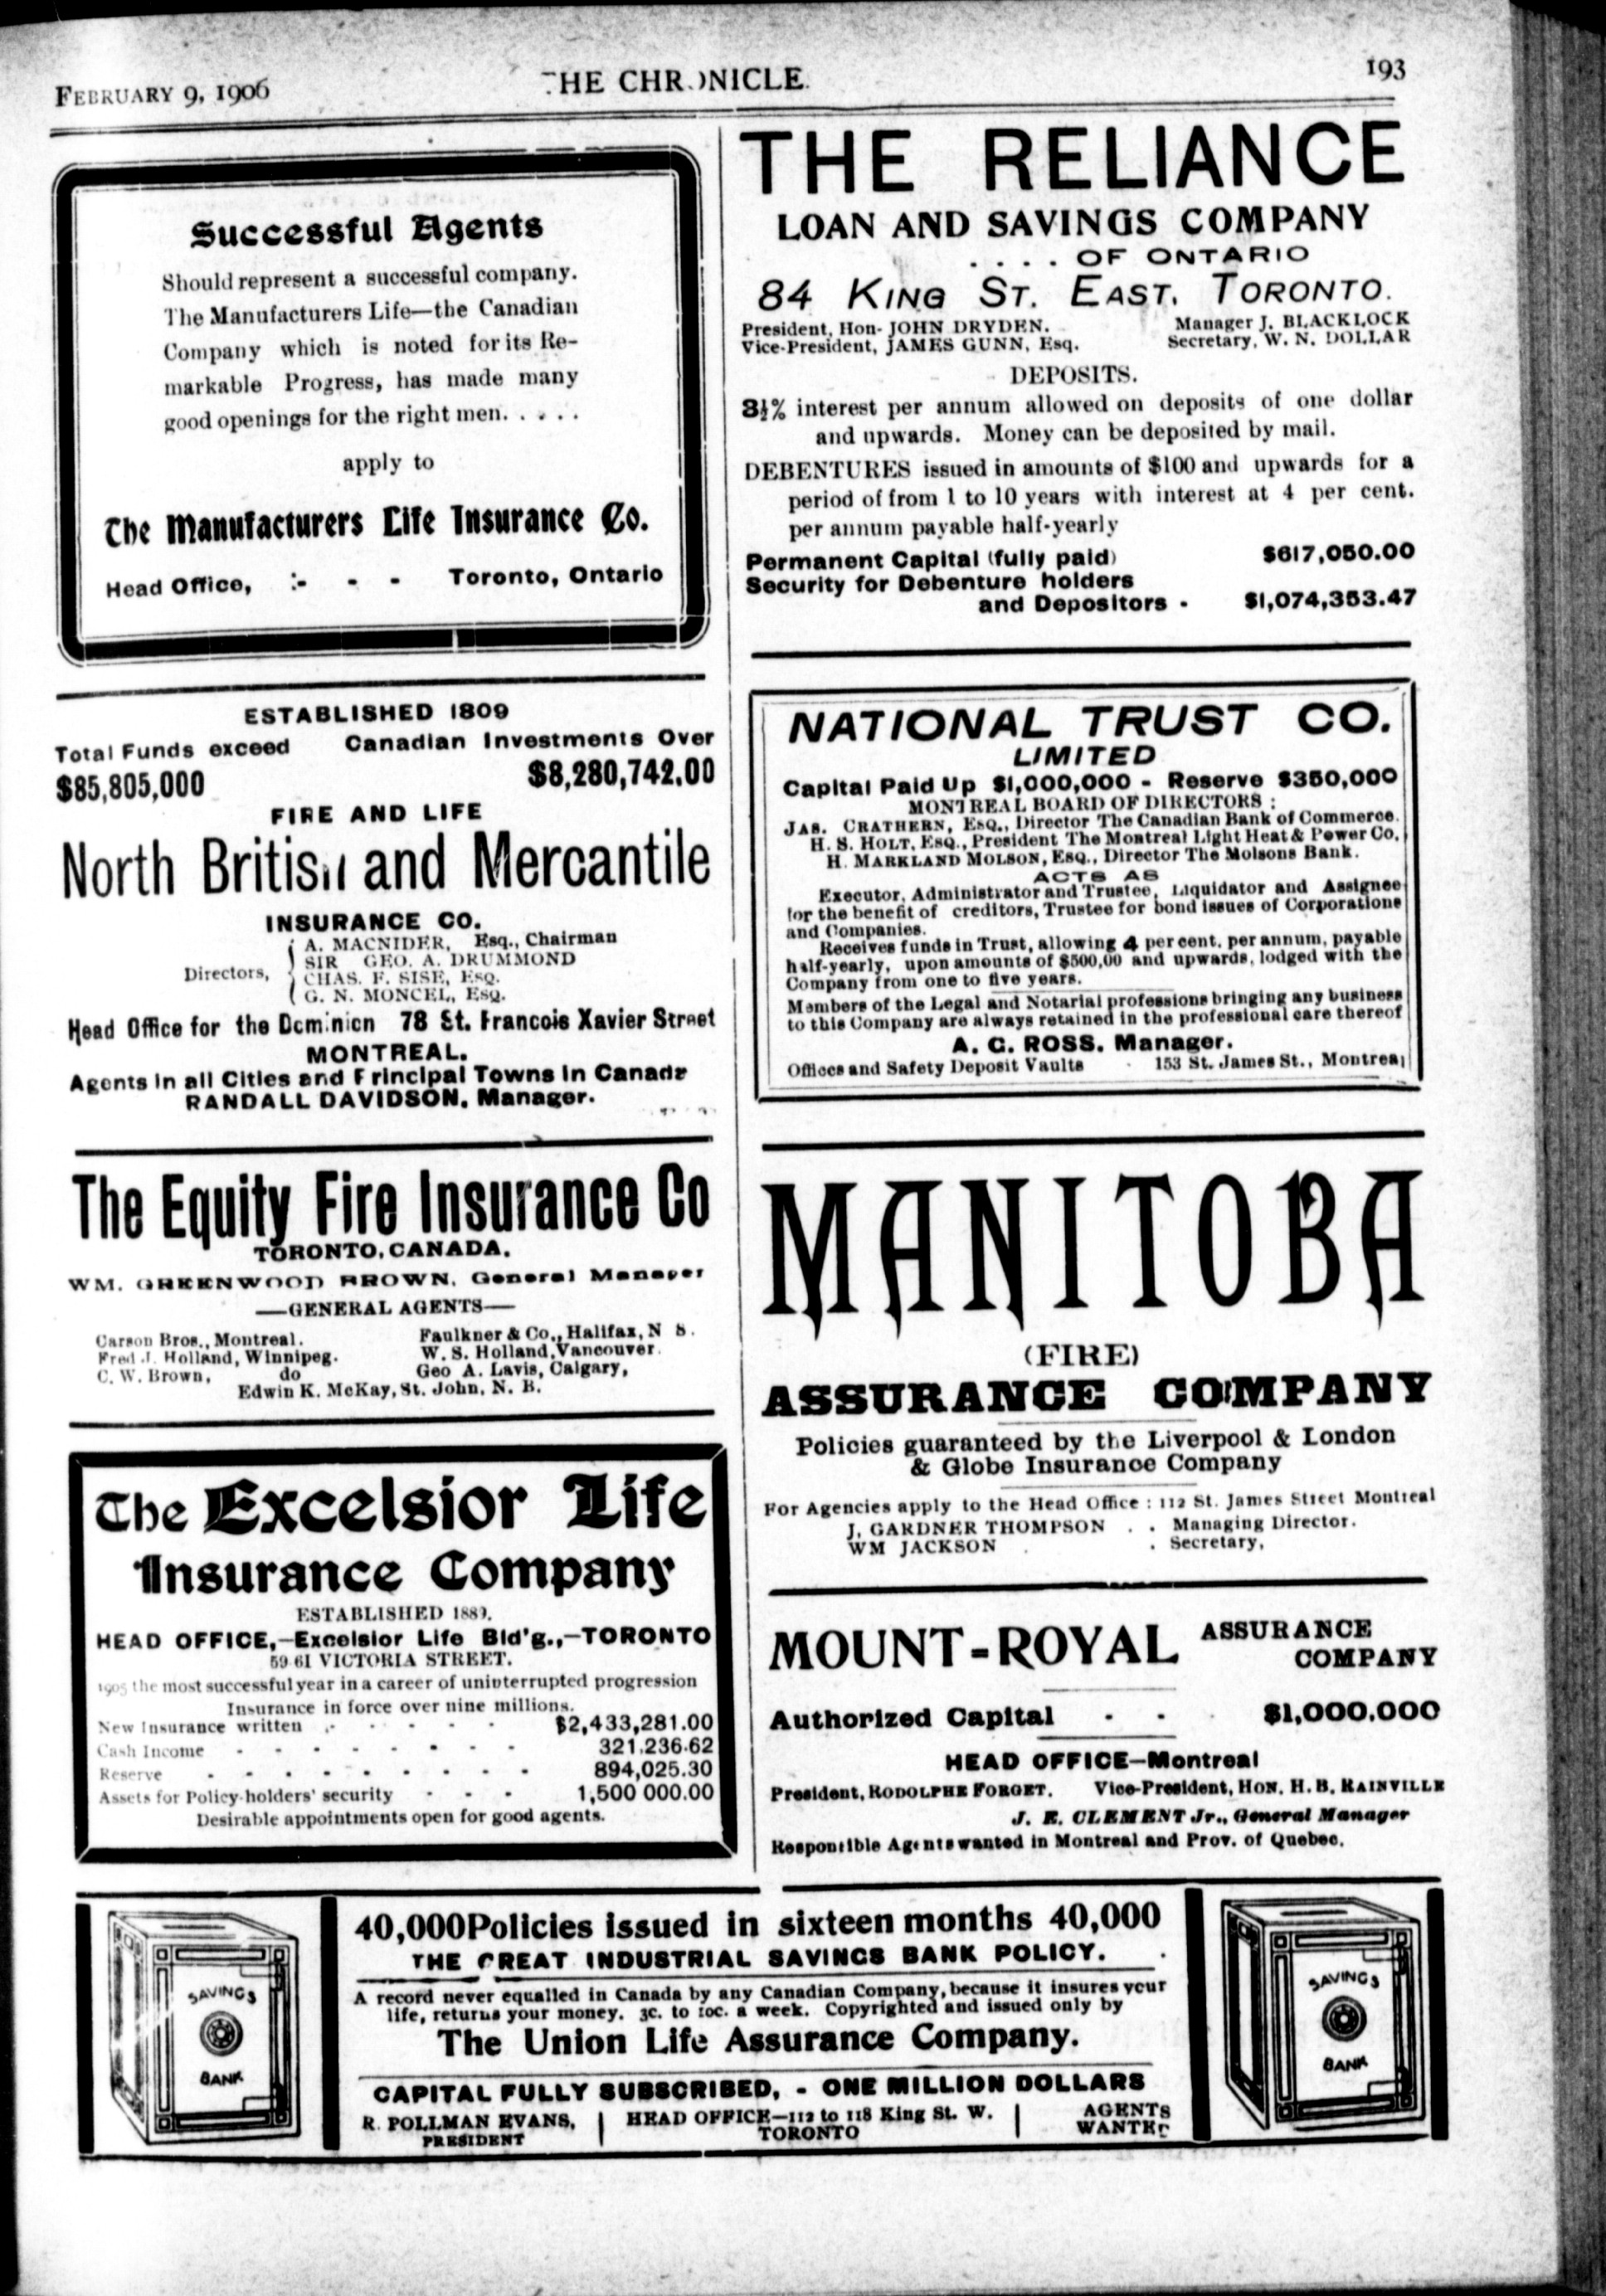 FEBRUARY 9, 1906
THE CHRONICLE.
193
Successful Agents
Should represent a successful company.
The Manufacturers Life—the Canadian
Company which is noted for its Re-
markable Progress, has made many
good openings for the right men. . . . .
apply to
The Manufacturers Life Insurance Co.
Head Office, :- - - Toronto, Ontario
ESTABLISHED 1809
Total Funds exceed Canadian Investments Over
$85,805,000 $8,280,742.00
FIRE AND LIFE
North British and Mercantile
INSURANCE CO.
Directors,
A. MACNIDER, Esq., Chairman
SIR GEO. A. DRUMMOND
CHAS. F. SISE, ESQ.
G. N. MONCEL, ESQ.
Head Office for the Dominion 78 St. Francois Xavier Street
MONTREAL.
Agents in all Cities and Principal Towns in Canada
RANDALL DAVIDSON, Manager.
The Equity Fire Insurance Co
TORONTO, CANADA.
WM. GREENWOOD BROWN, General Manager
—GENERAL AGENTS—
Carson Bros., Montreal. Faulkner & Co., Halifax, N S.
Fred J. Holland, Winnipeg. W. S. Holland, Vancouver.
C. W. Brown, do Geo A. Lavis, Calgary,
Edwin K. McKay, St. John, N. B.
The Excelsior Life
Insurance Company
ESTABLISHED 1889.
HEAD OFFICE,—Excelsior Life Bld'g.,—TORONTO
59-61 VICTORIA STREET.
1905 the most successful year in a career of uninterrupted progression
Insurance in force over nine millions.
New Insurance written - - - - - $2,433,281.00
Cash Income - - - - - - - - 321,236.62
Reserve - - - - - - - - - 894,025.30
Assets for Policy-holders' security - - - 1,500 000.00
Desirable appointments open for good agents.
THE RELIANCE
LOAN AND SAVINGS COMPANY
. . . . OF ONTARIO
84 KING ST. EAST, TORONTO.
President, Hon- JOHN DRYDEN. Manager J. BLACKLOCK
Vice-President, JAMES GUNN, Esq. Secretary, W. N. DOLLAR
DEPOSITS.
3½% interest per annum allowed on deposits of one dollar
and upwards. Money can be deposited by mail.
DEBENTURES issued in amounts of $100 and upwards for a
period of from 1 to 10 years with interest at 4 per cent.
per annum payable half-yearly
Permanent Capital (fully paid) $617,050.00
Security for Debenture holders
and Depositors - $1,074,353.47
NATIONAL TRUST CO.
LIMITED
Capital Paid Up $1,000,000 - Reserve $350,000
MONTREAL BOARD OF DIRECTORS :
JAS. CRATHERN, ESQ., Director The Canadian Bank of Commerce.
H. S. HOLT, ESQ., President The Montreal Light Heat & Power Co.
H. MARKLAND MOLSON, ESQ., Director The Molsons Bank.
ACTS AS
Executor, Administrator and Trustee, Liquidator and Assignee
for the benefit of creditors, Trustee for bond issues of Corporations
and Companies.
Receives funds in Trust, allowing 4 per cent. per annum, payable
half-yearly, upon amounts of $500,00 and upwards, lodged with the
Company from one to five years.
Members of the Legal and Notarial professions bringing any business
to this Company are always retained in the professional care thereof
A. G. ROSS. Manager.
Offices and Safety Deposit Vaults - 153 St. James St., Montreal
MANITOBA
(FIRE)
ASSURANCE COMPANY
Policies guaranteed by the Liverpool & London
& Globe Insurance Company
For Agencies apply to the Head Office : 112 St. James Street Montreal
J, GARDNER THOMPSON . . Managing Director.
WM JACKSON . . Secretary,
MOUNT-ROYAL ASSURANCE
COMPANY
Authorized Capital - - $1,000,000
HEAD OFFICE—Montreal
President, RODOLPHE FORGET. Vice-President, HON. H. B. RAINVILLE
J. E. CLEMENT Jr., General Manager
Responsible Agents wanted in Montreal and Prov. of Quebec.
SAVINGS
BANK
40,000 Policies issued in sixteen months 40,000
THE GREAT INDUSTRIAL SAVINGS BANK POLICY.
A record never equalled in Canada by any Canadian Company, because it insures your
life, returns your money. 3c. to 10c. a week. Copyrighted and issued only by
The Union Life Assurance Company.
CAPITAL FULLY SUBSCRIBED, - ONE MILLION DOLLARS
R. POLLMAN EVANS, HEAD OFFICE—112 to 118 King St. W. AGENTS
PRESIDENT TORONTO WANTED
SAVINGS
BANK